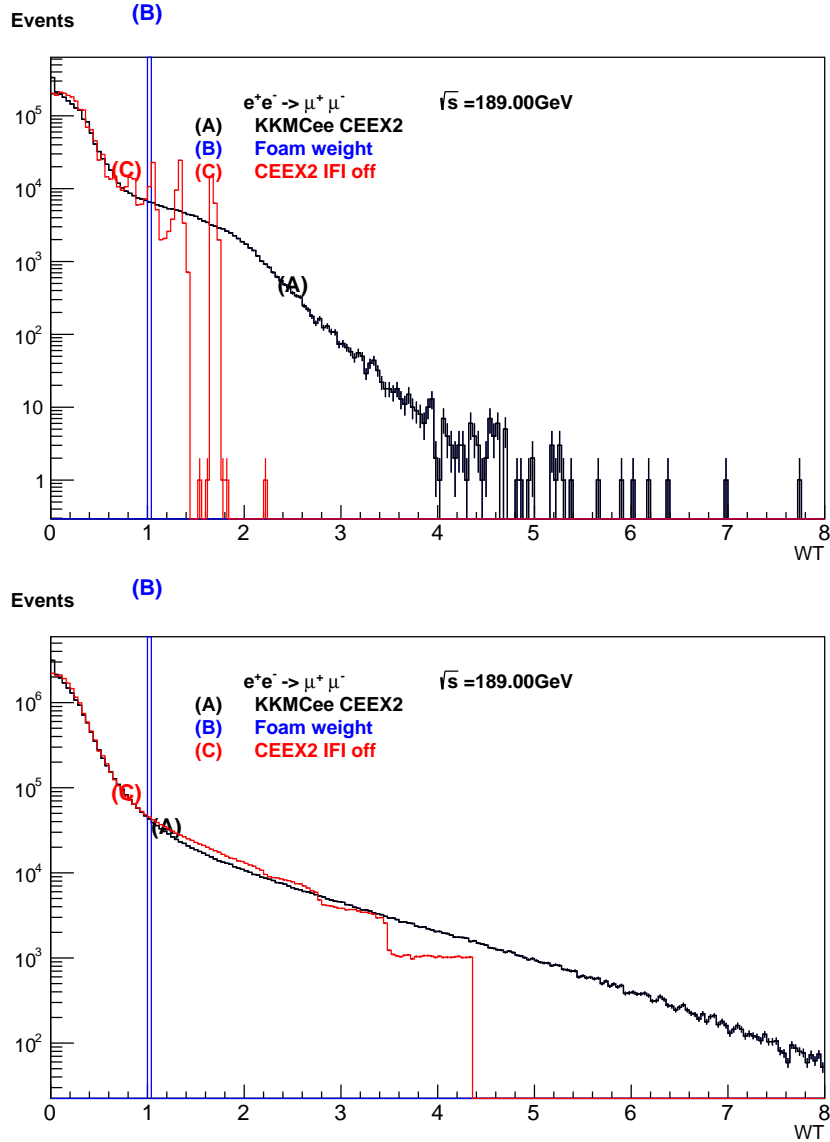 (B)
Events
10⁵
e⁺e⁻ -> μ⁺ μ⁻ √s =189.00GeV
(A) KKMCee CEEX2
(B) Foam weight
(C) CEEX2 IFI off
(C)
10⁴
10³
(A)
10²
10
1
0 1 2 3 4 5 6 7 8
WT
(B)
Events
10⁶
e⁺e⁻ -> μ⁺ μ⁻ √s =189.00GeV
(A) KKMCee CEEX2
(B) Foam weight
(C) CEEX2 IFI off
10⁵
(C)
(A)
10⁴
10³
10²
0 1 2 3 4 5 6 7 8
WT